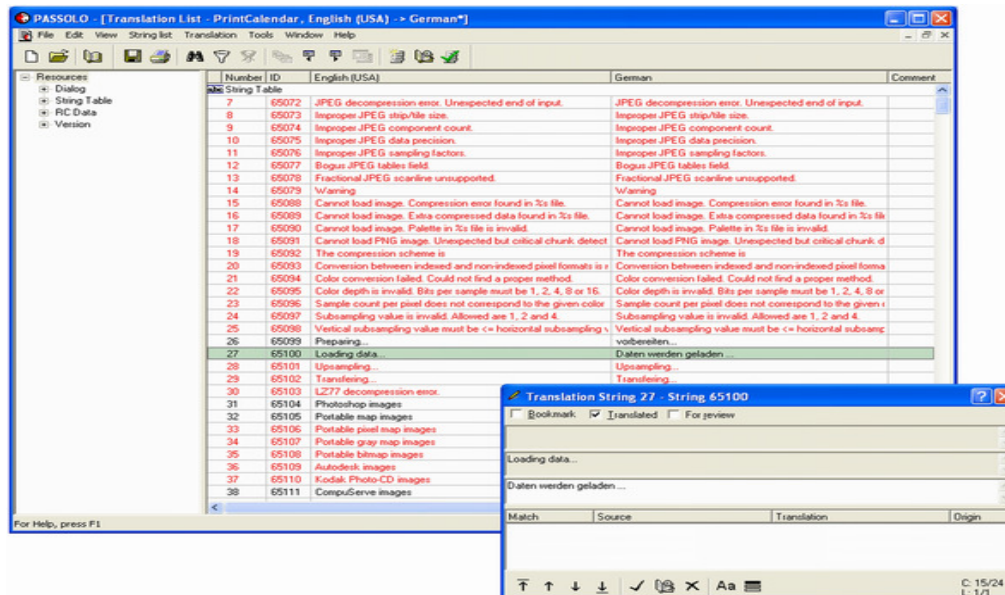 PASSOLO - [Translation List - PrintCalendar , English (USA) -> German*]
File Edit View String list Translation Tools Window Help
Resources
Dialog
String Table
RC Data
Version
Number ID English (USA) German Comment
abc String Table
7 65072 JPEG decompression error. Unexpected end of input. JPEG decompression error. Unexpected end of input.
8 65073 Improper JPEG strip/tile size. Improper JPEG strip/tile size.
9 65074 Improper JPEG component count. Improper JPEG component count.
10 65075 Improper JPEG data precision. Improper JPEG data precision.
11 65076 Improper JPEG sampling factors. Improper JPEG sampling factors.
12 65077 Bogus JPEG tables field. Bogus JPEG tables field.
13 65078 Fractional JPEG scanline unsupported. Fractional JPEG scanline unsupported.
14 65079 Warning Warning
15 65088 Cannot load image. Compression error found in %s file. Cannot load image. Compression error found in %s file.
16 65089 Cannot load image. Extra compressed data found in %s file. Cannot load image. Extra compressed data found in %s fil
17 65090 Cannot load image. Palette in %s file is invalid. Cannot load image. Palette in %s file is invalid.
18 65091 Cannot load PNG image. Unexpected but critical chunk detect Cannot load PNG image. Unexpected but critical chunk d
19 65092 The compression scheme is The compression scheme is
20 65093 Conversion between indexed and non-indexed pixel formats is r Conversion between indexed and non-indexed pixel forma
21 65094 Color conversion failed. Could not find a proper method. Color conversion failed. Could not find a proper method.
22 65095 Color depth is invalid. Bits per sample must be 1, 2, 4, 8 or 16. Color depth is invalid. Bits per sample must be 1, 2, 4, 8 or
23 65096 Sample count per pixel does not correspond to the given color Sample count per pixel does not correspond to the given
24 65097 Subsampling value is invalid. Allowed are 1, 2 and 4. Subsampling value is invalid. Allowed are 1, 2 and 4.
25 65098 Vertical subsampling value must be <= horizontal subsampling Vertical subsampling value must be <= horizontal subsamp
26 65099 Preparing... vorbereiten...
27 65100 Loading data... Daten werden geladen ...
28 65101 Upsampling... Upsampling...
29 65102 Transfering... Transfering...
30 65103 LZ77 decompression error.
31 65104 Photoshop images
32 65105 Portable map images
33 65106 Portable pixel map images
34 65107 Portable gray map images
35 65108 Portable bitmap images
36 65109 Autodesk images
37 65110 Kodak Photo-CD images
38 65111 CompuServe images
For Help, press F1
Translation String 27 - String 65100
Bookmark Translated For review
Loading data...
Daten werden geladen ...
Match Source Translation Origin
Aa
C: 15/24
L: 1/1